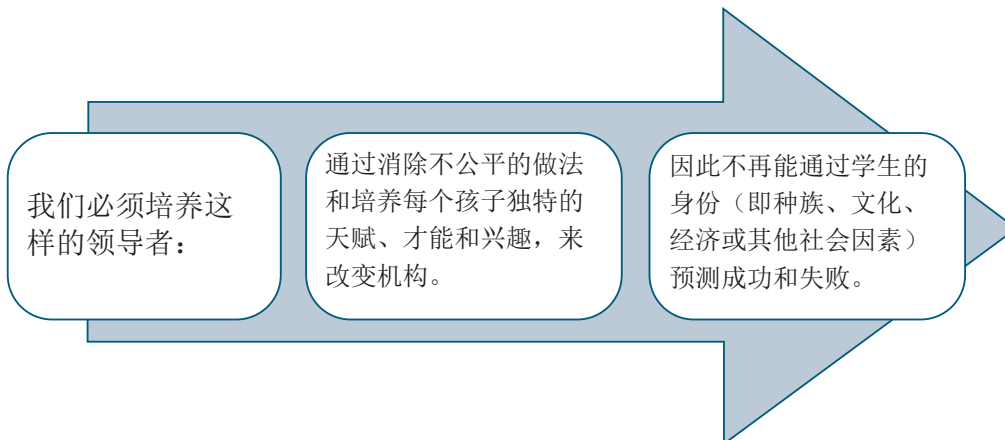 我们必须培养这
样的领导者：
通过消除不公平的做法
和培养每个孩子独特的
天赋、才能和兴趣，来
改变机构。
因此不再能通过学生的
身份（即种族、文化、
经济或其他社会因素）
预测成功和失败。